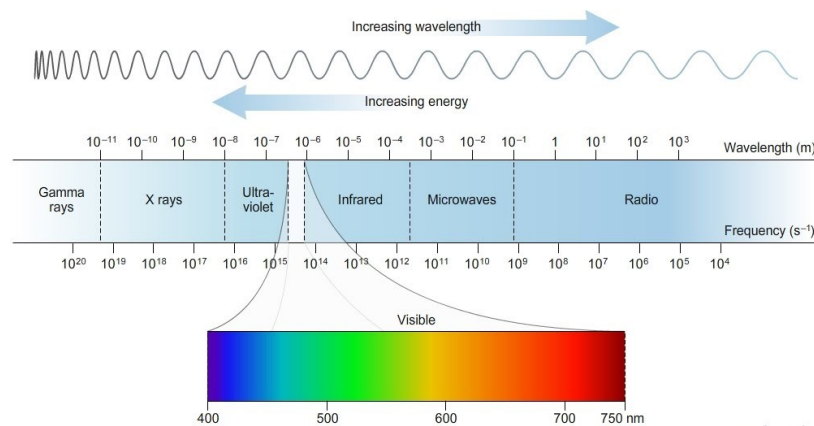 Increasing wavelength
Increasing energy
10⁻¹¹ 10⁻¹⁰ 10⁻⁹ 10⁻⁸ 10⁻⁷ 10⁻⁶ 10⁻⁵ 10⁻⁴ 10⁻³ 10⁻² 10⁻¹ 1 10¹ 10² 10³ Wavelength (m)
Gamma rays
X rays
Ultra-
violet
Infrared
Microwaves
Radio
Frequency (s⁻¹)
10²⁰ 10¹⁹ 10¹⁸ 10¹⁷ 10¹⁶ 10¹⁵ 10¹⁴ 10¹³ 10¹² 10¹¹ 10¹⁰ 10⁹ 10⁸ 10⁷ 10⁶ 10⁵ 10⁴
Visible
400 500 600 700 750 nm